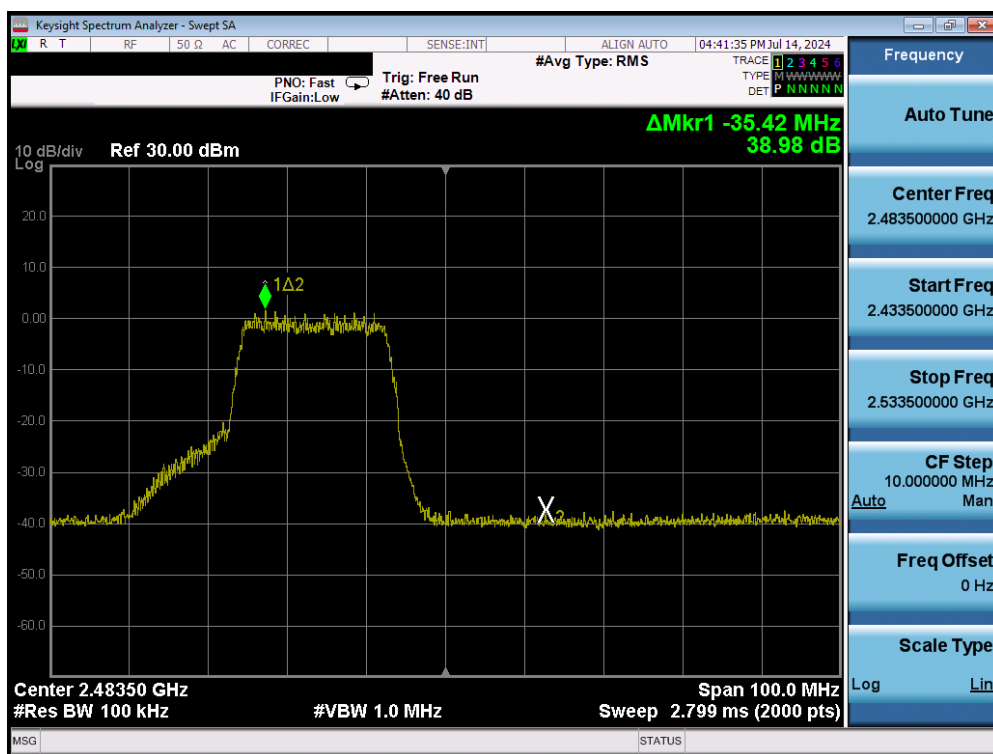 Keysight Spectrum Analyzer - Swept SA
LXI R T RF 50 Ω AC CORREC SENSE:INT ALIGN AUTO 04:41:35 PM Jul 14, 2024
Frequency
#Avg Type: RMS
TRACE 1 2 3 4 5 6
PNO: Fast Trig: Free Run
TYPE M W W W W W
IFGain:Low #Atten: 40 dB
DET P N N N N N
Auto Tune
ΔMkr1 -35.42 MHz
38.98 dB
10 dB/div Ref 30.00 dBm
Log
20.0
10.0
0.00
-10.0
-20.0
-30.0
-40.0
-50.0
-60.0
1Δ2
X2
Center Freq
2.483500000 GHz
Start Freq
2.433500000 GHz
Stop Freq
2.533500000 GHz
CF Step
10.000000 MHz
Auto Man
Freq Offset
0 Hz
Scale Type
Log Lin
Center 2.48350 GHz Span 100.0 MHz
#Res BW 100 kHz #VBW 1.0 MHz Sweep 2.799 ms (2000 pts)
MSG STATUS